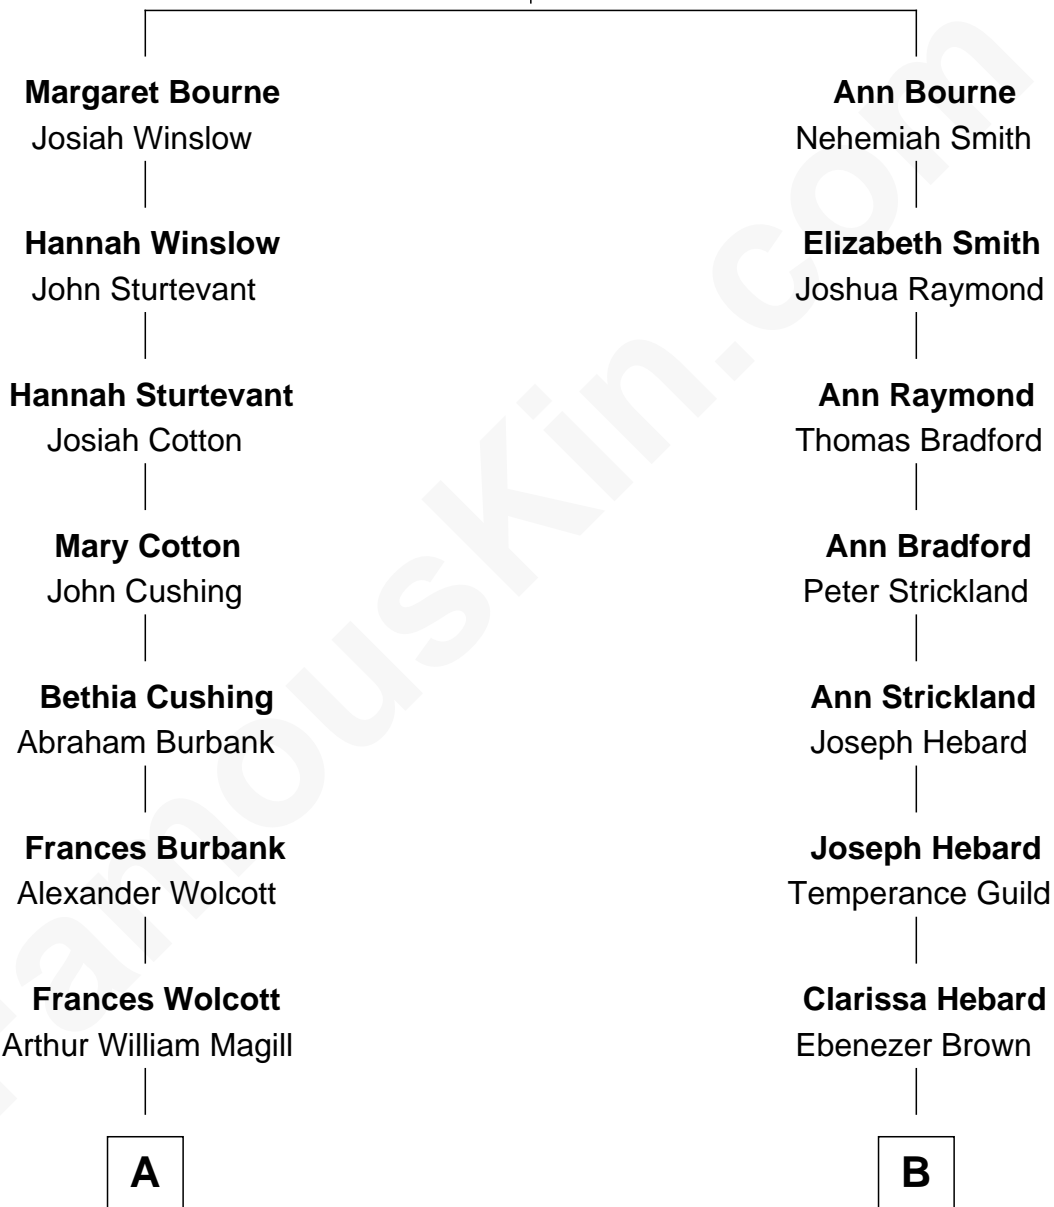 Margaret Bourne
Josiah Winslow
Hannah Winslow
John Sturtevant
Hannah Sturtevant
Josiah Cotton
Mary Cotton
John Cushing
Bethia Cushing
Abraham Burbank
Frances Burbank
Alexander Wolcott
Frances Wolcott
Arthur William Magill
A
Ann Bourne
Nehemiah Smith
Elizabeth Smith
Joshua Raymond
Ann Raymond
Thomas Bradford
Ann Bradford
Peter Strickland
Ann Strickland
Joseph Hebard
Joseph Hebard
Temperance Guild
Clarissa Hebard
Ebenezer Brown
B
FamousKin.com